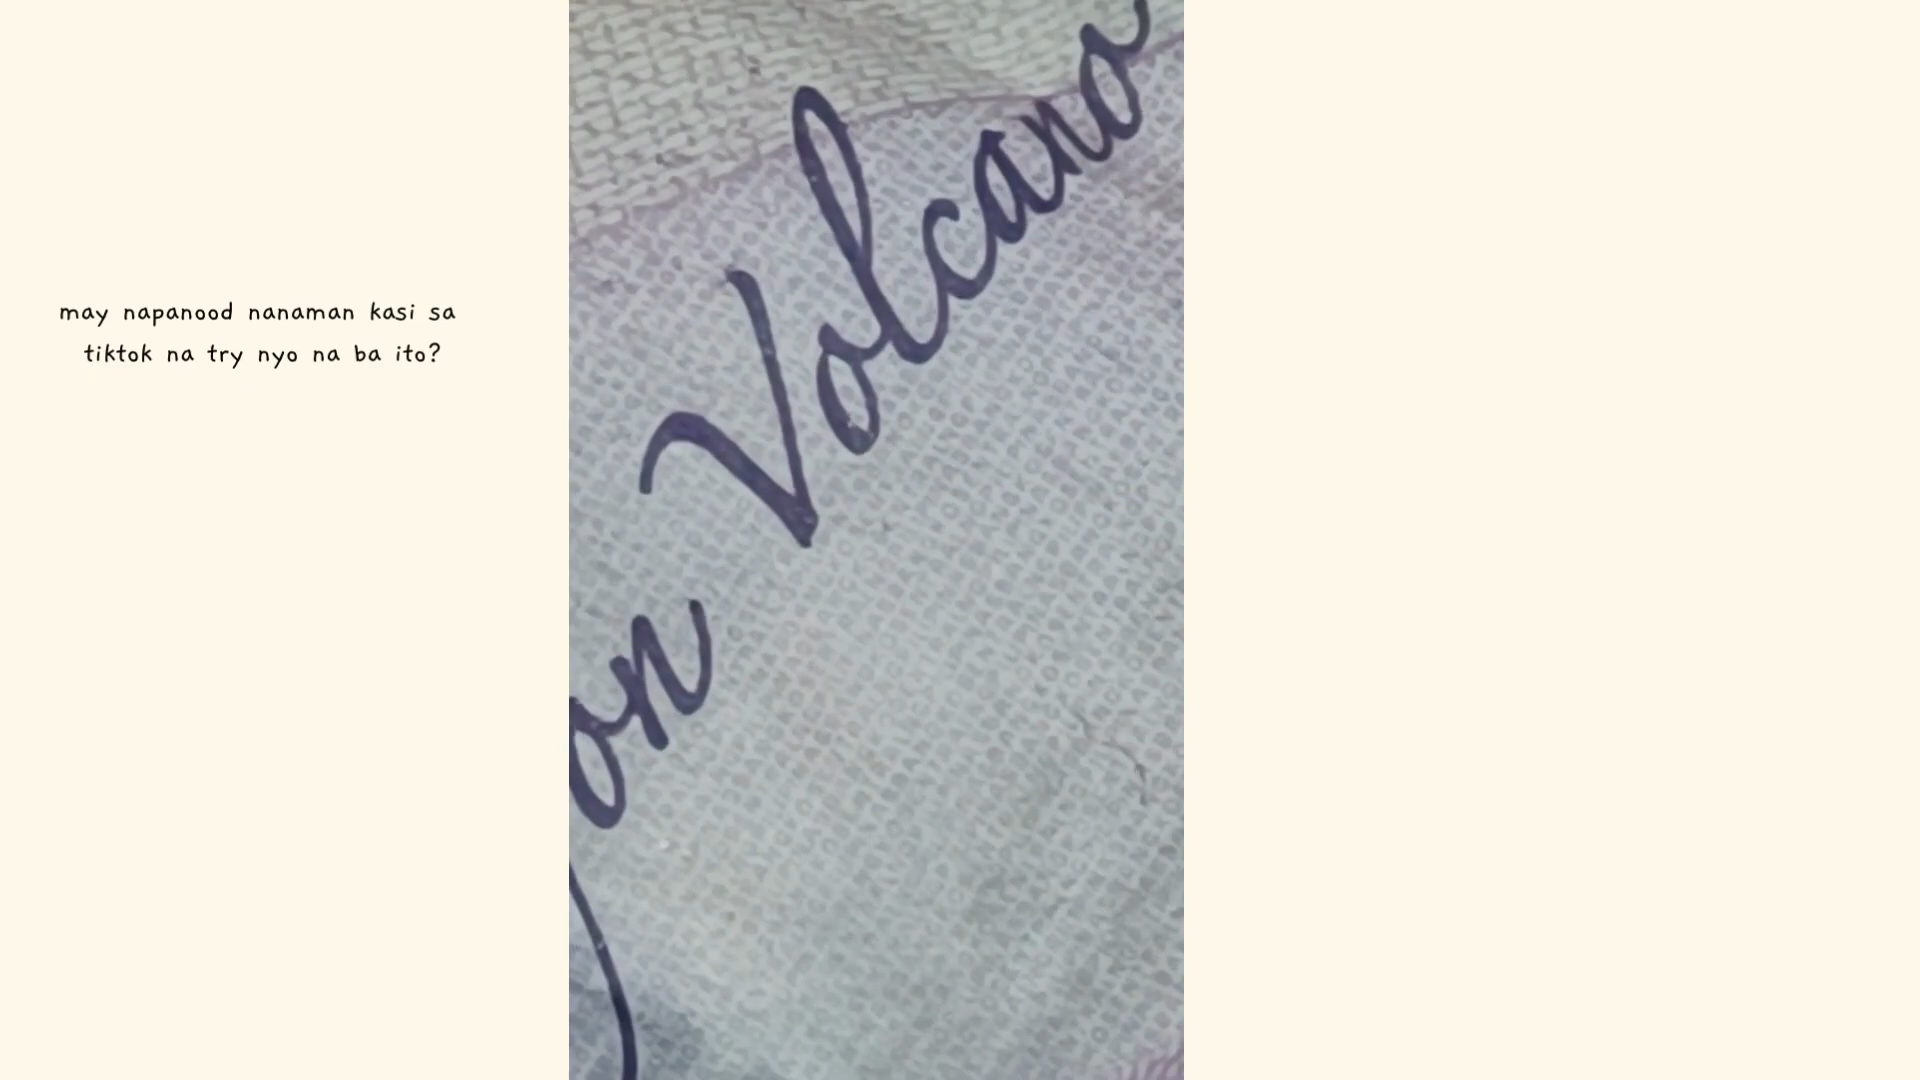 may napanood nanaman kasi sa
tiktok na try nyo na ba ito?
on Volcano